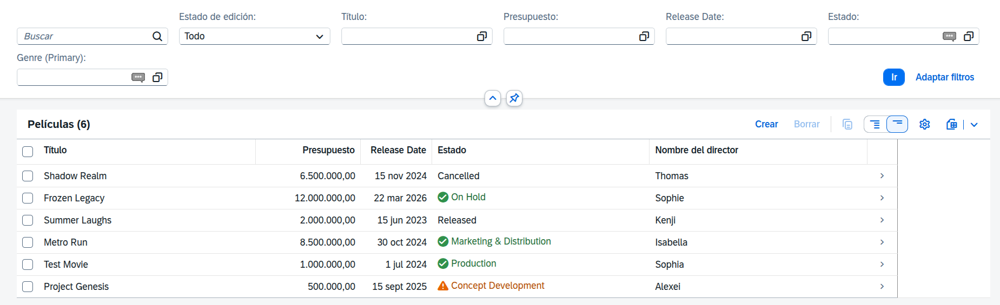 Estado de edición: Título: Presupuesto: Release Date: Estado:
Buscar Todo
Genre (Primary):
Ir Adaptar filtros
Películas (6) Crear Borrar
Título Presupuesto Release Date Estado Nombre del director
Shadow Realm 6.500.000,00 15 nov 2024 Cancelled Thomas
Frozen Legacy 12.000.000,00 22 mar 2026 On Hold Sophie
Summer Laughs 2.000.000,00 15 jun 2023 Released Kenji
Metro Run 8.500.000,00 30 oct 2024 Marketing & Distribution Isabella
Test Movie 1.000.000,00 1 jul 2024 Production Sophia
Project Genesis 500.000,00 15 sept 2025 Concept Development Alexei